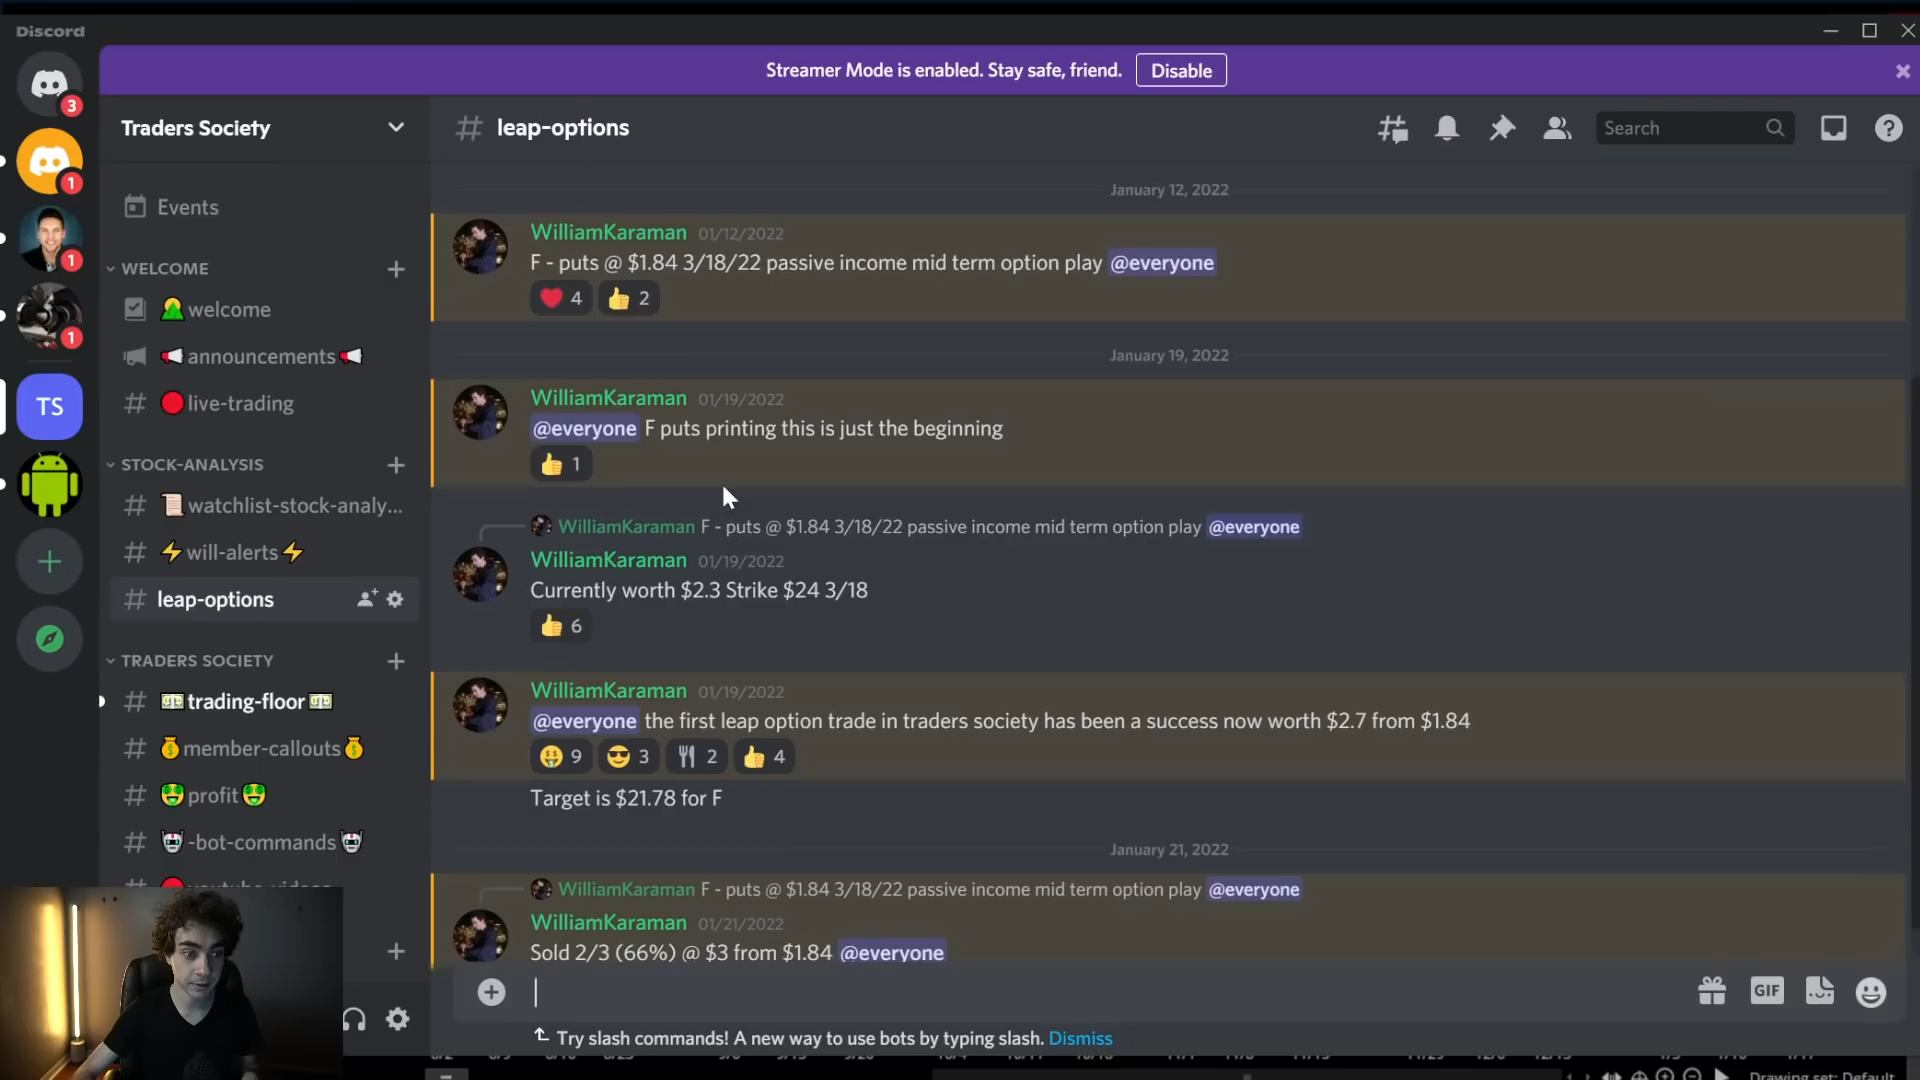 Discord
Streamer Mode is enabled. Stay safe, friend.
Disable
3
1
1
1
TS
Traders Society
Events
WELCOME
welcome
announcements
live-trading
STOCK-ANALYSIS
watchlist-stock-analy...
will-alerts
leap-options
TRADERS SOCIETY
trading-floor
member-callouts
profit
-bot-commands
leap-options
Search
January 12, 2022
WilliamKaraman 01/12/2022
F - puts @ $1.84 3/18/22 passive income mid term option play @everyone
4 2
January 19, 2022
WilliamKaraman 01/19/2022
@everyone F puts printing this is just the beginning
1
WilliamKaraman F - puts @ $1.84 3/18/22 passive income mid term option play @everyone
WilliamKaraman 01/19/2022
Currently worth $2.3 Strike $24 3/18
6
WilliamKaraman 01/19/2022
@everyone the first leap option trade in traders society has been a success now worth $2.7 from $1.84
9 3 2 4
Target is $21.78 for F
January 21, 2022
WilliamKaraman F - puts @ $1.84 3/18/22 passive income mid term option play @everyone
WilliamKaraman 01/21/2022
Sold 2/3 (66%) @ $3 from $1.84 @everyone
GIF
Try slash commands! A new way to use bots by typing slash. Dismiss
Drawing set: Default